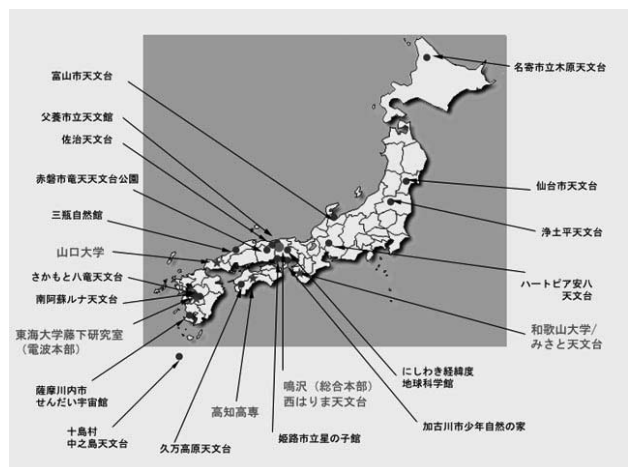 富山市天文台
父養市立天文館
佐治天文台
赤磐市竜天天文台公園
三瓶自然館
山口大学
さかもと八竜天文台
南阿蘇ルナ天文台
東海大学藤下研究室
（電波本部）
薩摩川内市
せんだい宇宙館
十島村
中之島天文台
久万高原天文台
高知高専
姫路市立星の子館
鳴沢（総合本部）
西はりま天文台
加古川市少年自然の家
にしわき経緯度
地球科学館
和歌山大学/
みさと天文台
ハートピア安八
天文台
浄土平天文台
仙台市天文台
名寄市立木原天文台